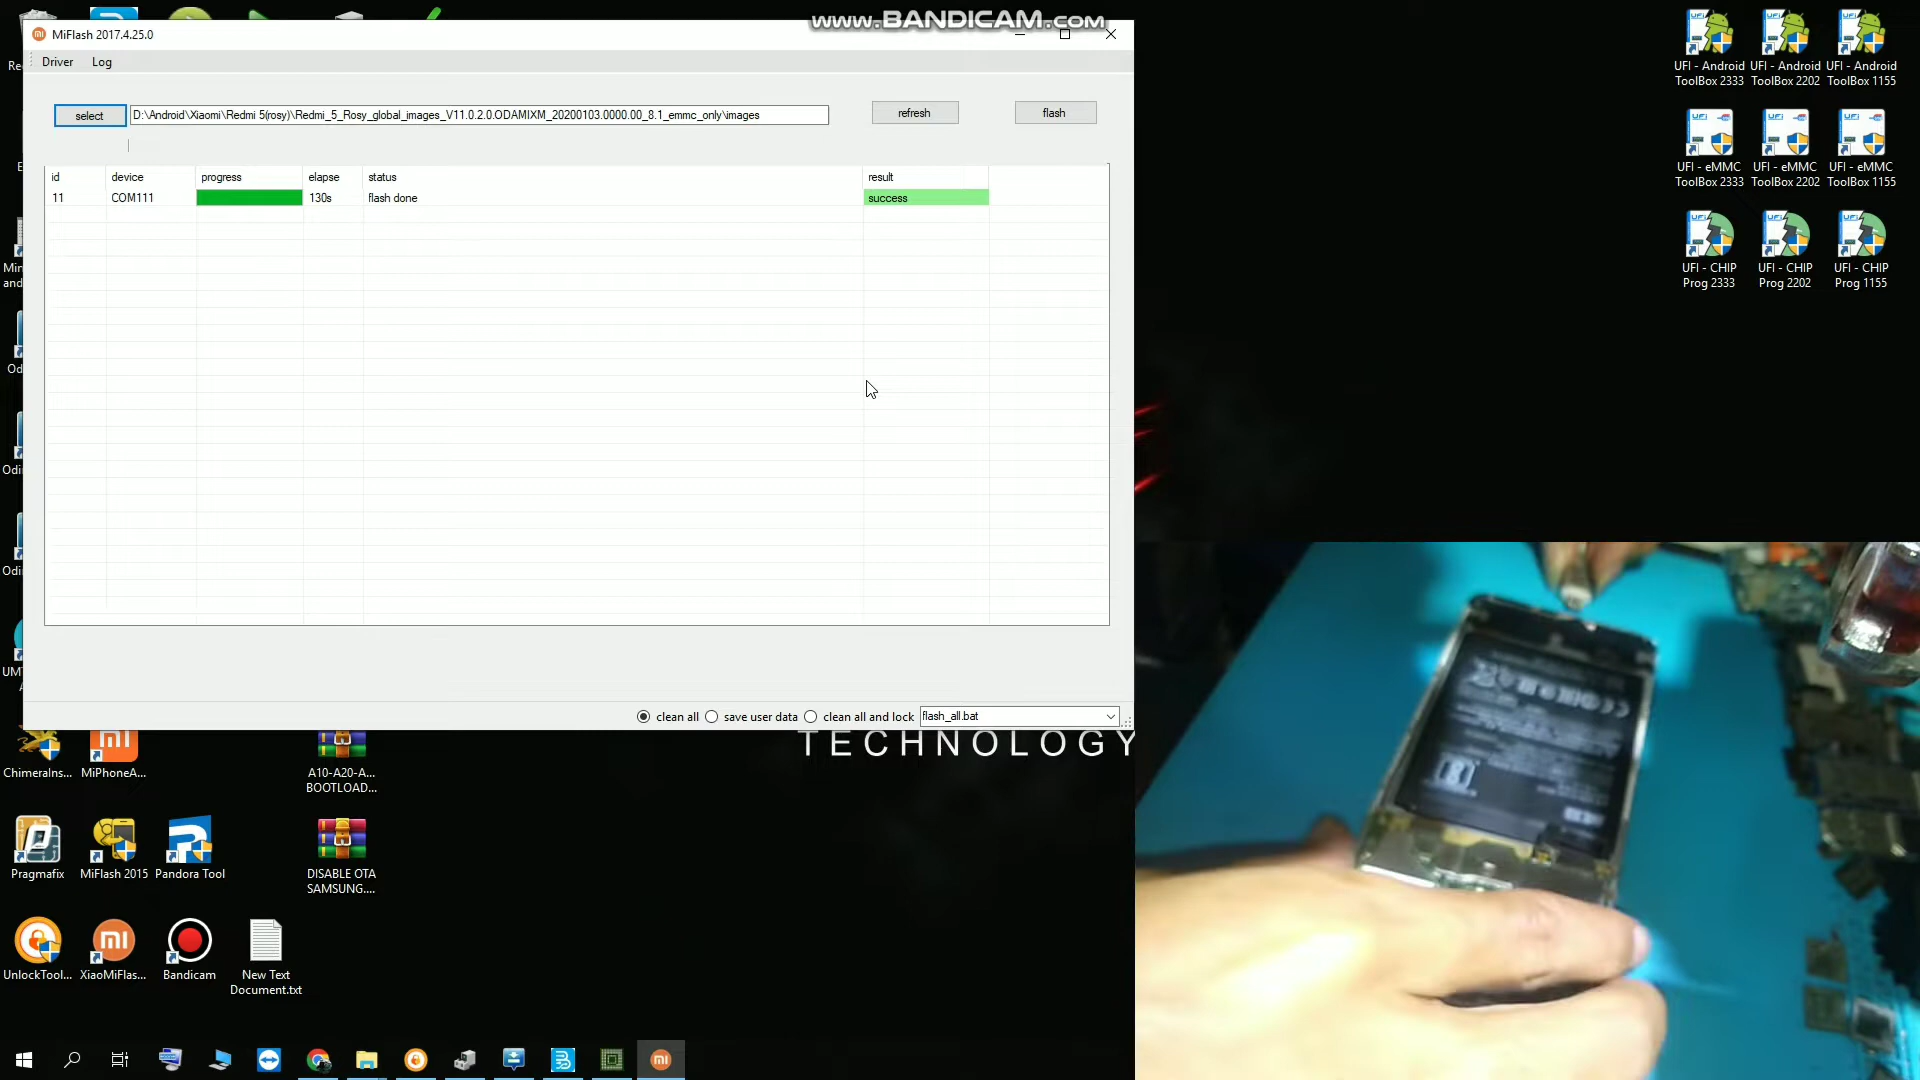 www.BANDICAM.com
MiFlash 2017.4.25.0
Driver Log
select D:\Android\Xiaomi\Redmi 5(rosy)\Redmi_5_Rosy_global_images_V11.0.2.0.ODAMIXM_20200103.0000.00_8.1_emmc_only\images refresh flash
id device progress elapse status result
11 COM111 130s flash done success
clean all save user data clean all and lock flash_all.bat
UFI - Android ToolBox 2333
UFI - Android ToolBox 2202
UFI - Android ToolBox 1155
UFI - eMMC ToolBox 2333
UFI - eMMC ToolBox 2202
UFI - eMMC ToolBox 1155
UFI - CHIP Prog 2333
UFI - CHIP Prog 2202
UFI - CHIP Prog 1155
TECHNOLOGY
ChimeraIns...
MiPhoneA...
A10-A20-A...
BOOTLOAD...
Pragmafix
MiFlash 2015
Pandora Tool
DISABLE OTA
SAMSUNG....
UnlockTool...
XiaoMiFlas...
Bandicam
New Text
Document.txt